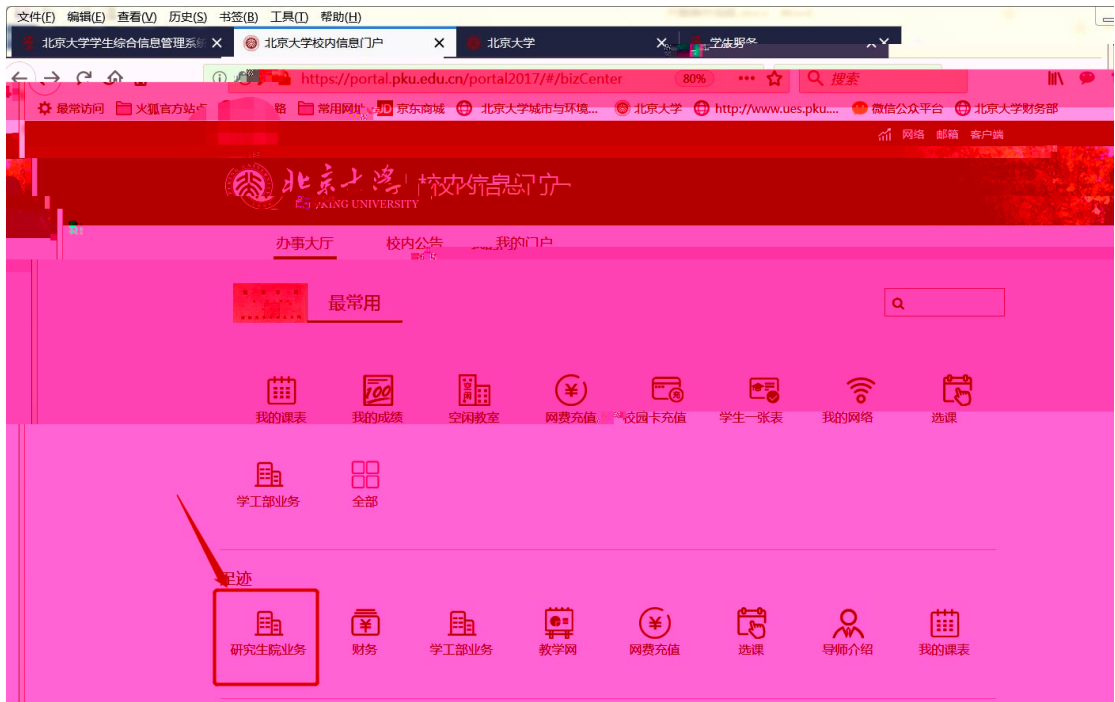 文件(F) 编辑(E) 查看(V) 历史(S) 书签(B) 工具(T) 帮助(H)
北京大学学生综合信息管理系统 北京大学校内信息门户 北京大学
https://portal.pku.edu.cn/portal2017/#/bizCenter 80% 搜索
最常访问 火狐官方站点 常用网址 JD 京东商城 北京大学城市与环境... 北京大学 http://www.ues.pku.... 微信公众平台 北京大学财务部
网络 邮箱 客户端
北京大学 校内信息门户
PEKING UNIVERSITY
办事大厅 校内公告 我的门户
最常用
我的课表 我的成绩 空闲教室 网费充值 校园卡充值 学生一张表 我的网络 选课
学工部业务 全部
足迹
研究生院业务 财务 学工部业务 教学网 网费充值 选课 导师介绍 我的课表